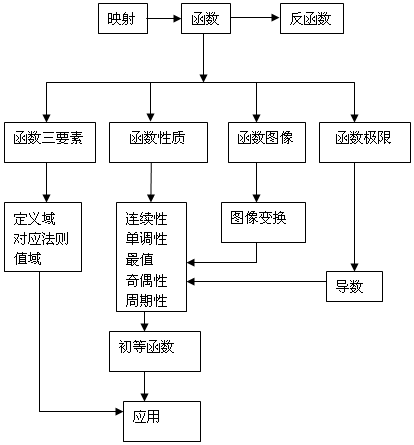 映射
函数
反函数
函数三要素
函数性质
函数图像
函数极限
定义域
对应法则
值域
连续性
单调性
最值
奇偶性
周期性
图像变换
导数
初等函数
应用